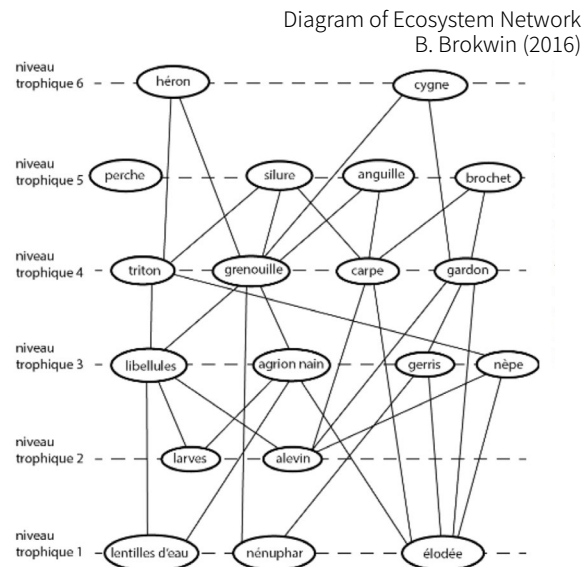 Diagram of Ecosystem Network
B. Brokwin (2016)
niveau
trophique 6
héron
cygne
niveau
trophique 5
perche
silure
anguille
brochet
niveau
trophique 4
triton
grenouille
carpe
gardon
niveau
trophique 3
libellules
agrion nain
gerris
nèpe
niveau
trophique 2
larves
alevin
niveau
trophique 1
lentilles d'eau
nénuphar
élodée